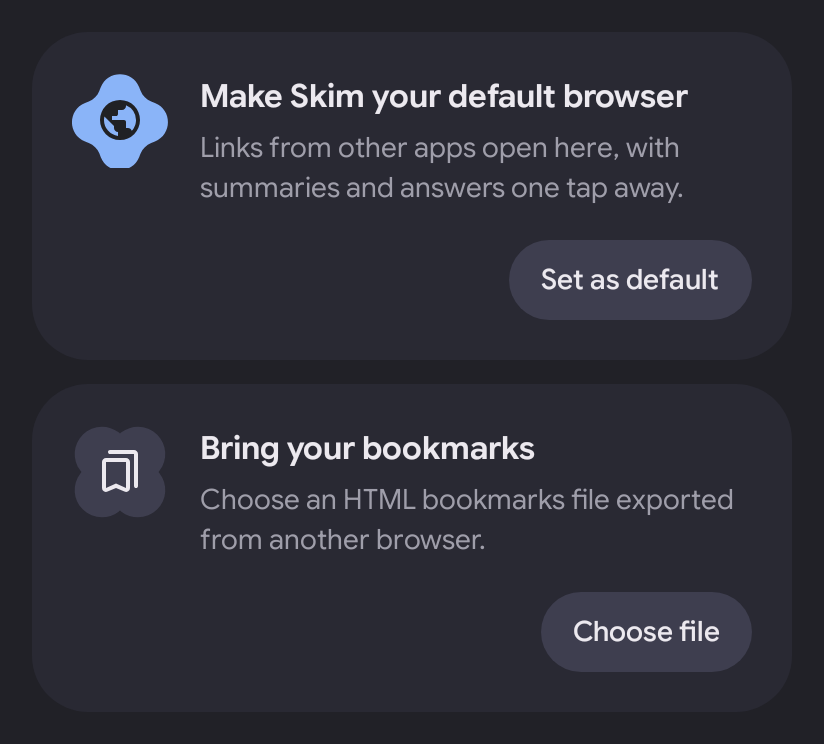 Make Skim your default browser
Links from other apps open here, with
summaries and answers one tap away.
Set as default
Bring your bookmarks
Choose an HTML bookmarks file exported
from another browser.
Choose file